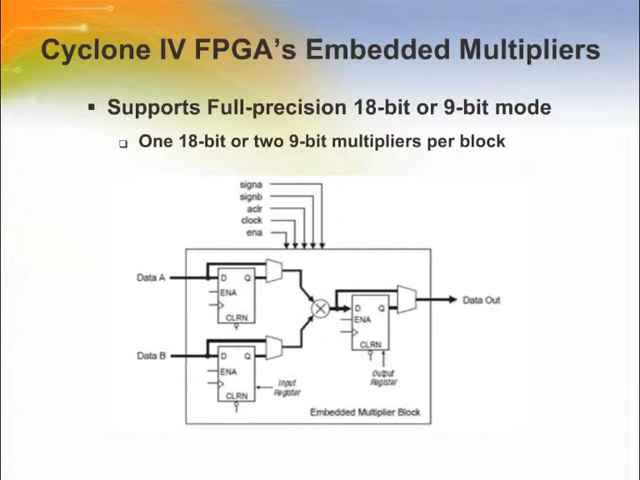 Cyclone IV FPGA's Embedded Multipliers
▪ Supports Full-precision 18-bit or 9-bit mode
❑ One 18-bit or two 9-bit multipliers per block
signa
signb
aclr
clock
ena
Data A
D Q
ENA
CLRN
Data Out
D Q
ENA
CLRN
Data B
D Q
ENA
CLRN
Input
Register
Output
Register
Embedded Multiplier Block